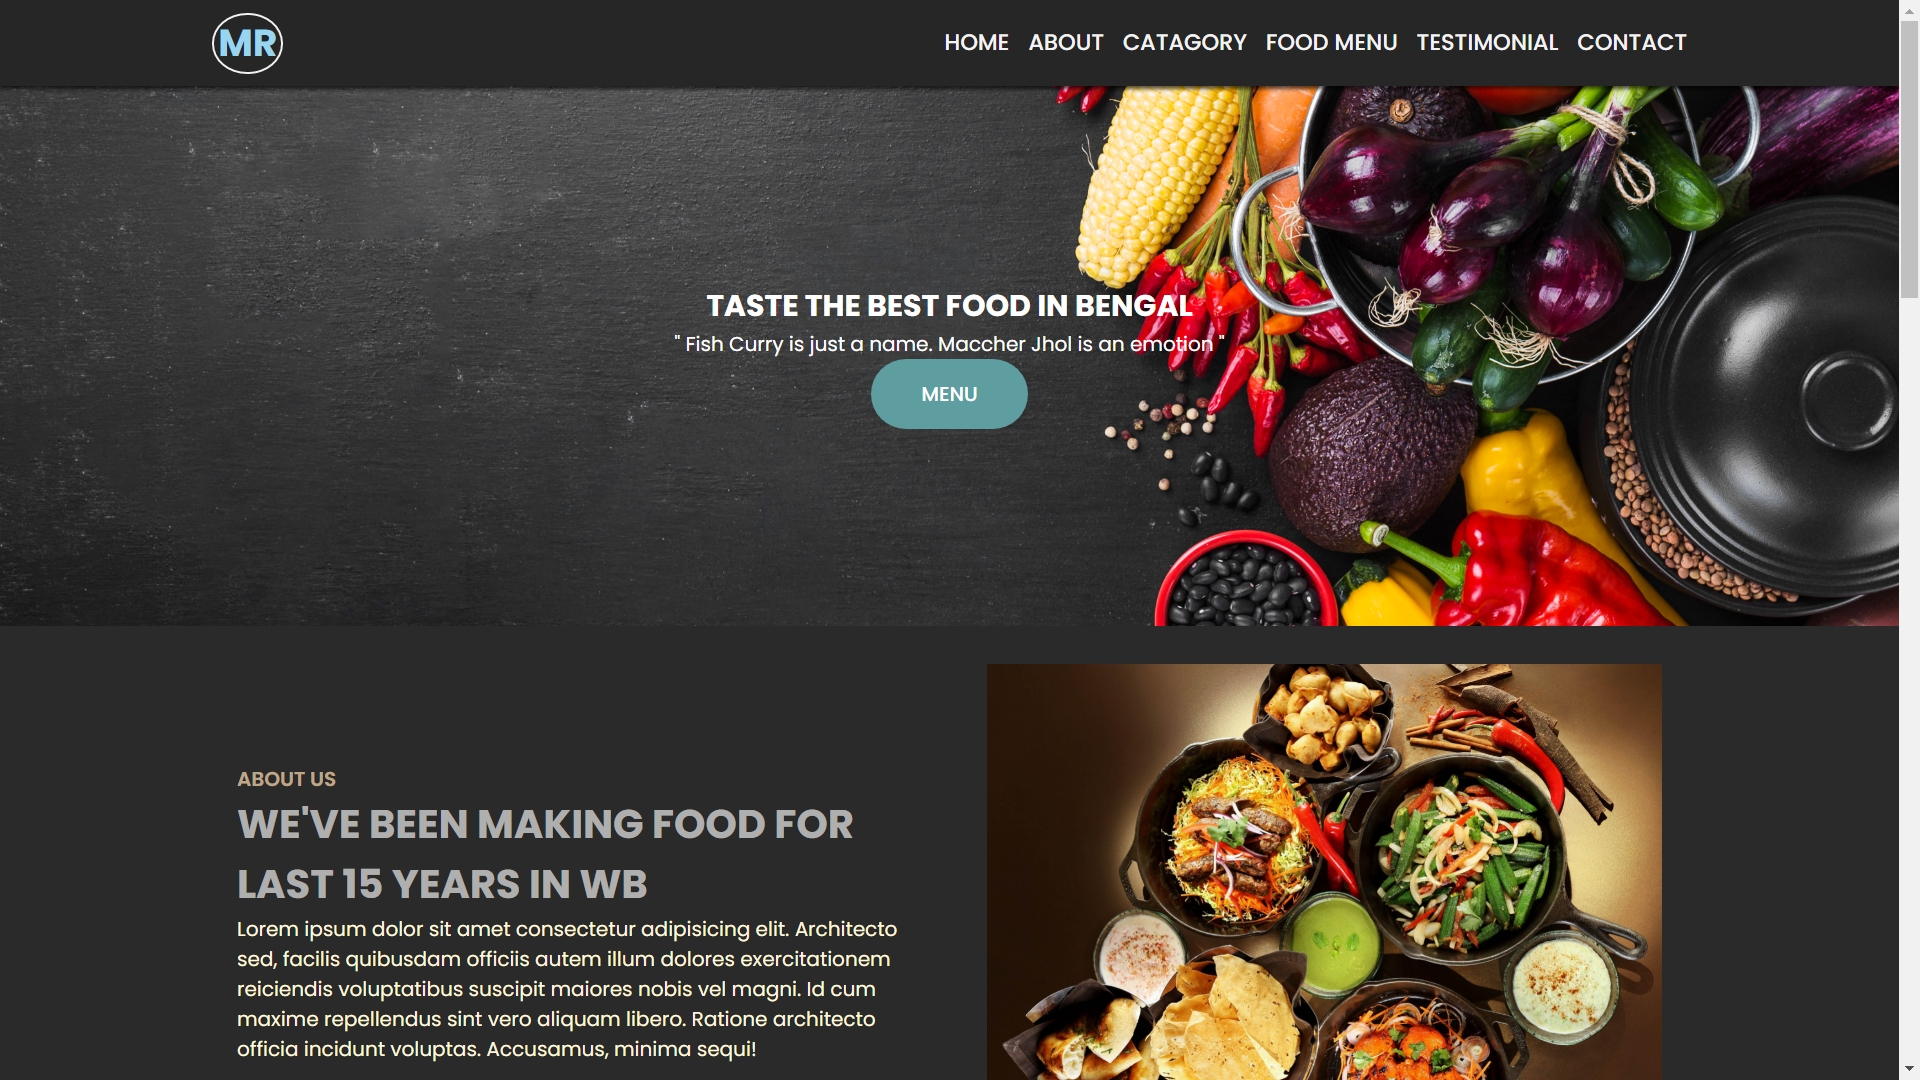 MR
HOME ABOUT CATAGORY FOOD MENU TESTIMONIAL CONTACT
TASTE THE BEST FOOD IN BENGAL
" Fish Curry is just a name. Maccher Jhol is an emotion "
MENU
ABOUT US
WE'VE BEEN MAKING FOOD FOR
LAST 15 YEARS IN WB
Lorem ipsum dolor sit amet consectetur adipisicing elit. Architecto
sed, facilis quibusdam officiis autem illum dolores exercitationem
reiciendis voluptatibus suscipit maiores nobis vel magni. Id cum
maxime repellendus sint vero aliquam libero. Ratione architecto
officia incidunt voluptas. Accusamus, minima sequi!